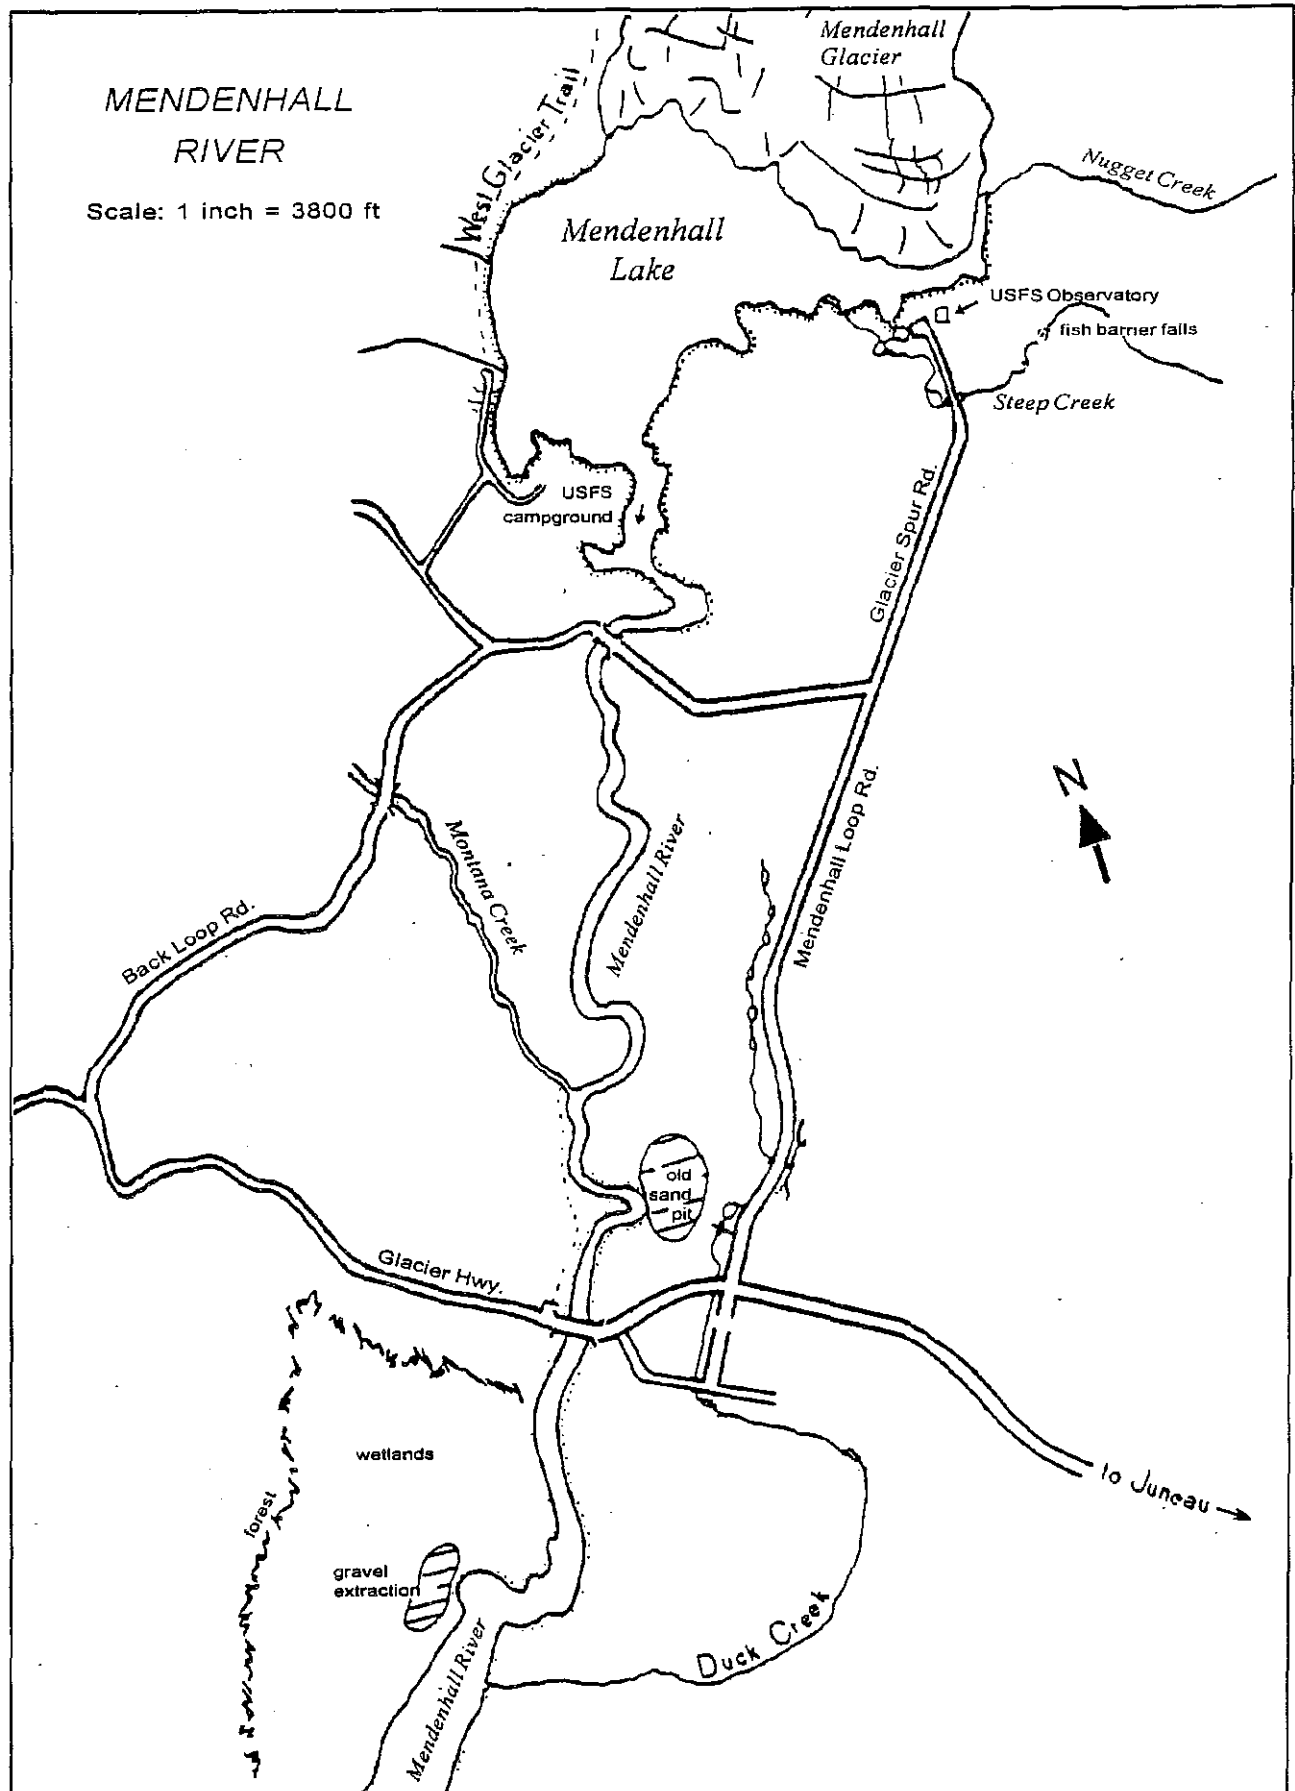 MENDENHALL
RIVER
Scale: 1 inch = 3800 ft
Mendenhall
Glacier
West Glacier Trail
Nugget Creek
Mendenhall
Lake
USFS Observatory
fish barrier falls
Steep Creek
USFS
campground
Glacier Spur Rd.
N
Montana Creek
Mendenhall River
Mendenhall Loop Rd.
Back Loop Rd.
old
sand
pit
Glacier Hwy.
wetlands
to Juneau
forest
gravel
extraction
Duck Creek
Mendenhall River